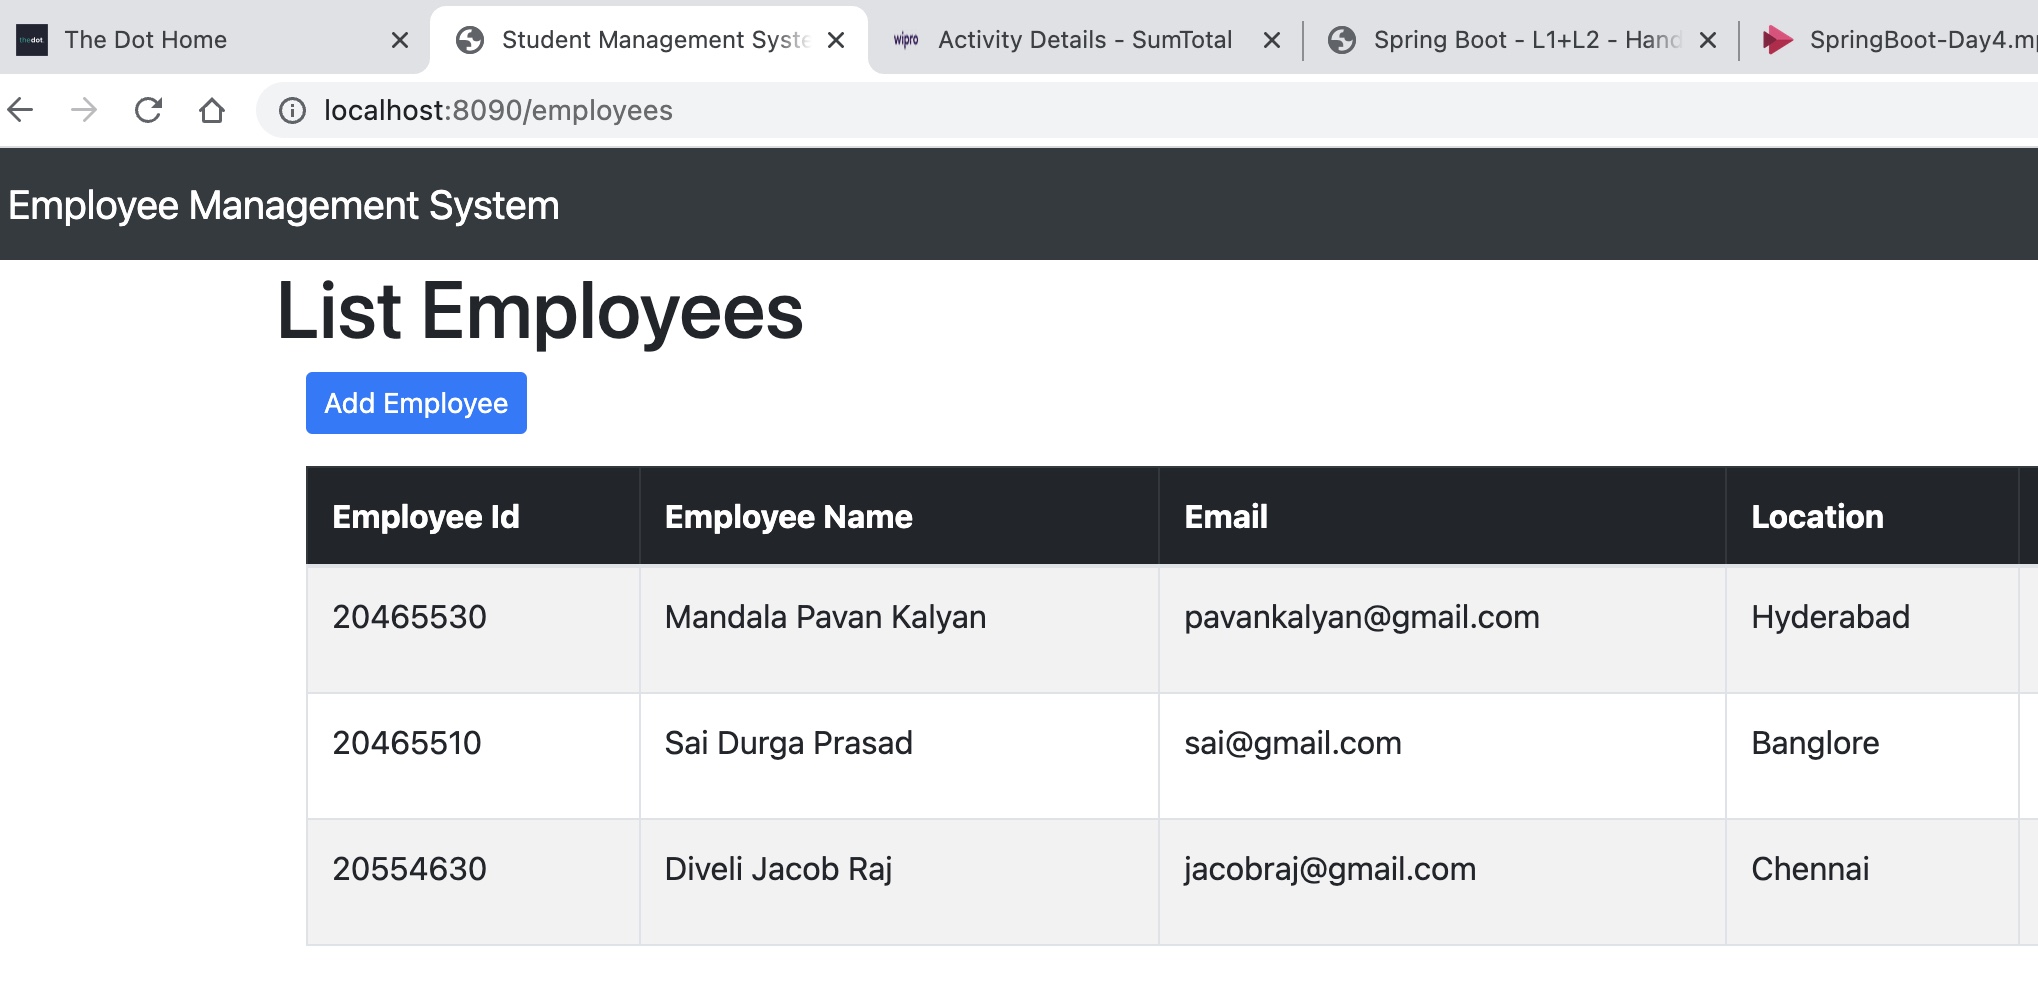 The Dot Home
Student Management Syste
wipro Activity Details - SumTotal
Spring Boot - L1+L2 - Hand
SpringBoot-Day4.mp
localhost:8090/employees
Employee Management System
List Employees
Add Employee
Employee Id Employee Name Email Location
20465530 Mandala Pavan Kalyan pavankalyan@gmail.com Hyderabad
20465510 Sai Durga Prasad sai@gmail.com Banglore
20554630 Diveli Jacob Raj jacobraj@gmail.com Chennai